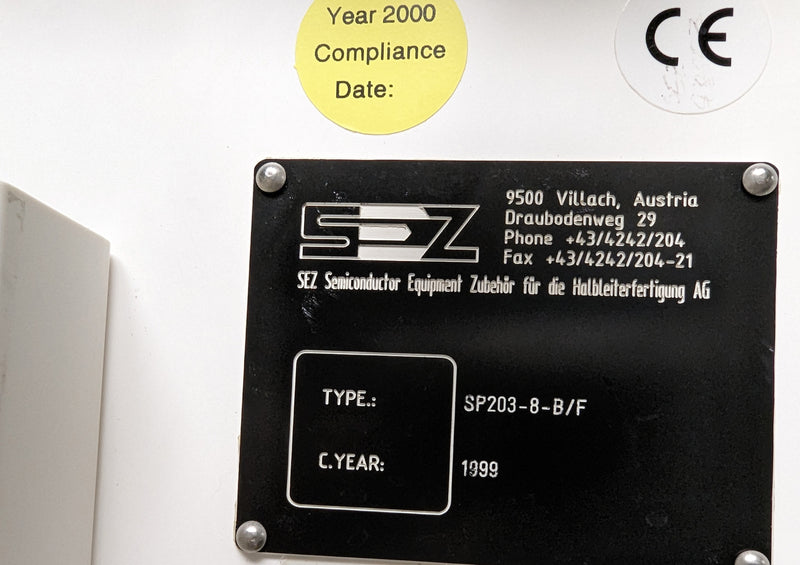 Year 2000
Compliance
Date:
CE
SEZ
9500 Villach, Austria
Draubodenweg 29
Phone +43/4242/204
Fax +43/4242/204-21
SEZ Semiconductor Equipment Zubehör für die Halbleiterfertigung AG
TYPE.: SP203-8-B/F
C.YEAR: 1999